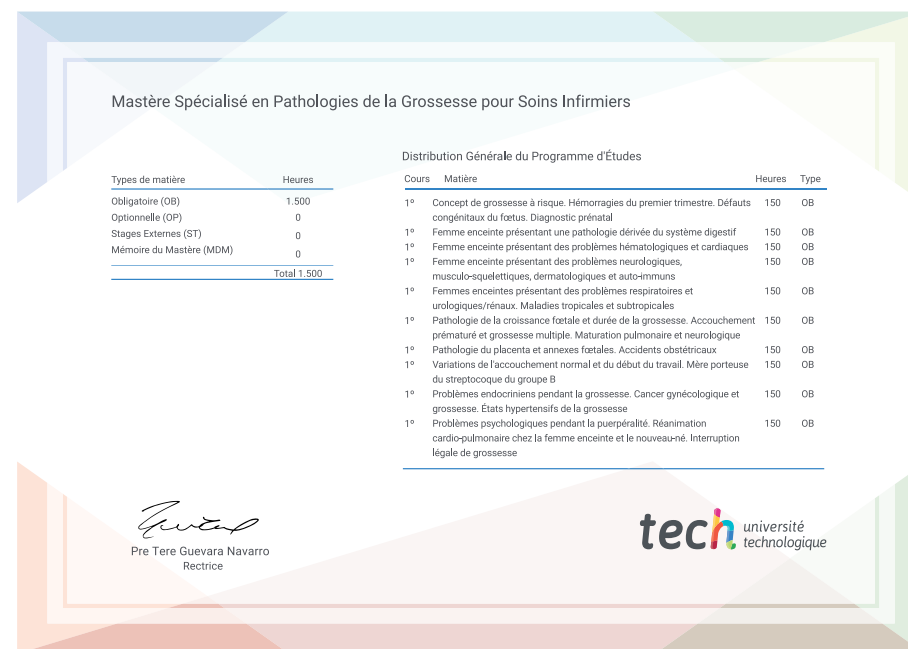 Mastère Spécialisé en Pathologies de la Grossesse pour Soins Infirmiers
Types de matière Heures
Obligatoire (OB) 1.500
Optionnelle (OP) 0
Stages Externes (ST) 0
Mémoire du Mastère (MDM) 0
Total 1.500
Distribution Générale du Programme d'Études
Cours Matière Heures Type
1º Concept de grossesse à risque. Hémorragies du premier trimestre. Défauts 150 OB
congénitaux du fœtus. Diagnostic prénatal
1º Femme enceinte présentant une pathologie dérivée du système digestif 150 OB
1º Femme enceinte présentant des problèmes hématologiques et cardiaques 150 OB
1º Femme enceinte présentant des problèmes neurologiques, 150 OB
musculo-squelettiques, dermatologiques et auto-immuns
1º Femmes enceintes présentant des problèmes respiratoires et 150 OB
urologiques/rénaux. Maladies tropicales et subtropicales
1º Pathologie de la croissance fœtale et durée de la grossesse. Accouchement 150 OB
prématuré et grossesse multiple. Maturation pulmonaire et neurologique
1º Pathologie du placenta et annexes fœtales. Accidents obstétricaux 150 OB
1º Variations de l'accouchement normal et du début du travail. Mère porteuse 150 OB
du streptocoque du groupe B
1º Problèmes endocriniens pendant la grossesse. Cancer gynécologique et 150 OB
grossesse. États hypertensifs de la grossesse
1º Problèmes psychologiques pendant la puerpéralité. Réanimation 150 OB
cardio-pulmonaire chez la femme enceinte et le nouveau-né. Interruption
légale de grossesse
Pre Tere Guevara Navarro
Rectrice
tech université
technologique